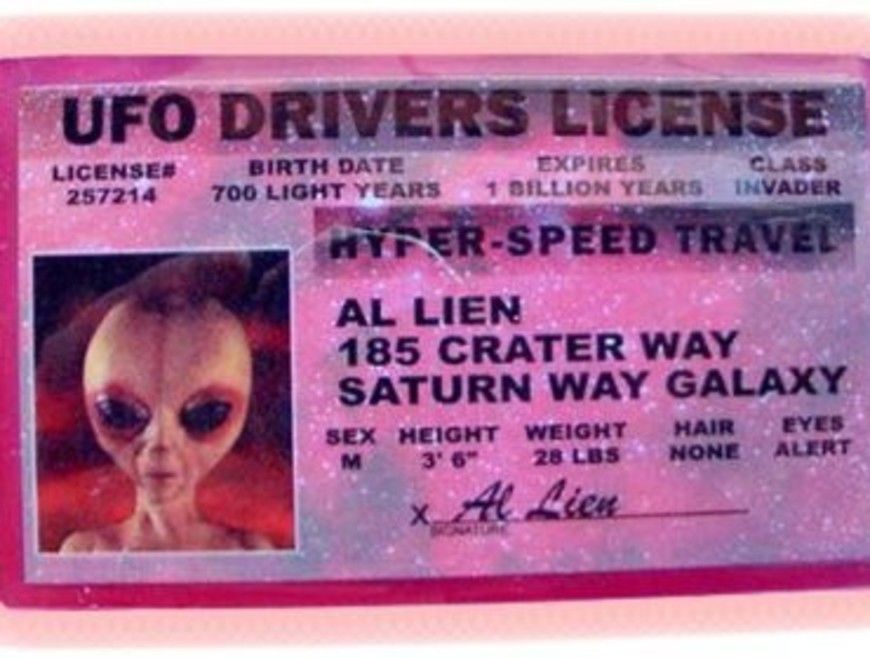 UFO DRIVERS LICENSE
LICENSE# BIRTH DATE EXPIRES CLASS
257214 700 LIGHT YEARS 1 BILLION YEARS INVADER
HYPER-SPEED TRAVEL
AL LIEN
185 CRATER WAY
SATURN WAY GALAXY
SEX HEIGHT WEIGHT HAIR EYES
M 3' 6" 28 LBS NONE ALERT
X Al Lien
SIGNATURE